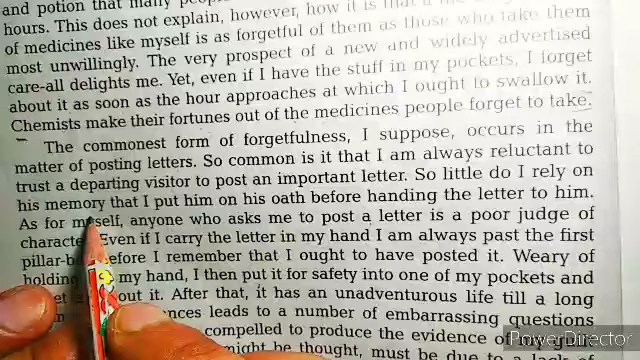 and potion that many
hours. This does not explain, however, how it is that a
of medicines like myself is as forgetful of them as those who take them
most unwillingly. The very prospect of a new and widely advertised
care-all delights me. Yet, even if I have the stuff in my pockets, I forget
about it as soon as the hour approaches at which I ought to swallow it.
Chemists make their fortunes out of the medicines people forget to take.
The commonest form of forgetfulness, I suppose, occurs in the
matter of posting letters. So common is it that I am always reluctant to
trust a departing visitor to post an important letter. So little do I rely on
his memory that I put him on his oath before handing the letter to him.
As for myself, anyone who asks me to post a letter is a poor judge of
Even if I carry the letter in my hand I am always past the first
before I remember that I ought to have posted it. Weary of
holding my hand, I then put it for safety into one of my pockets and
it. After that, it has an unadventurous life till a long
leads to a number of embarrassing questions
compelled to produce the evidence of my guilt
might be thought, must be due to a lack of
PowerDirector